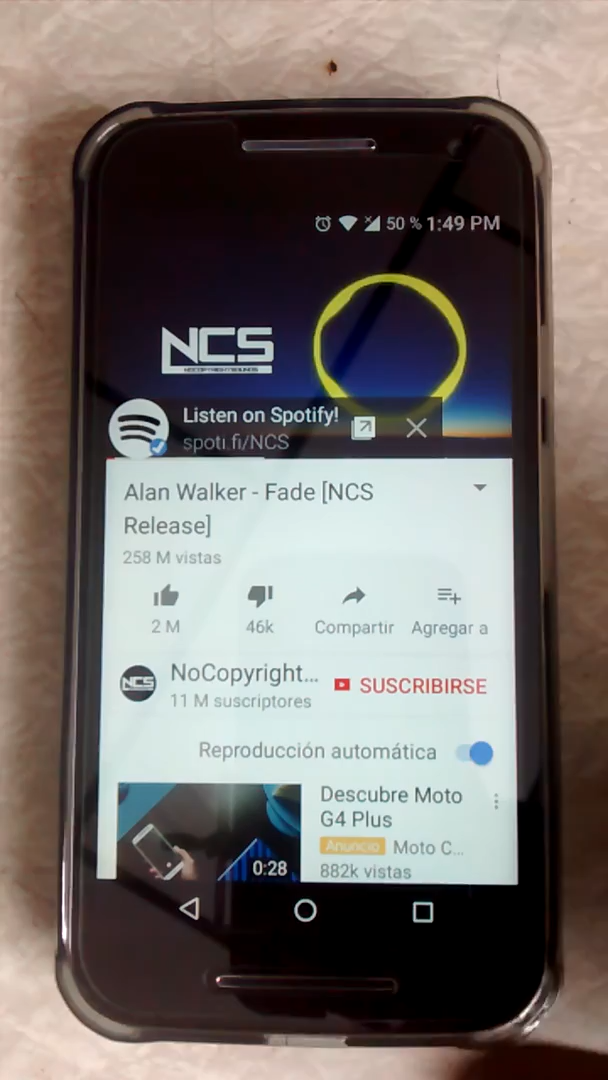 50 % 1:49 PM
NCS
NOCOPYRIGHTSOUNDS
Listen on Spotify!
spoti.fi/NCS
Alan Walker - Fade [NCS
Release]
258 M vistas
2 M
46k
Compartir
Agregar a
NCS
NoCopyright...
11 M suscriptores
SUSCRIBIRSE
Reproducción automática
0:28
Descubre Moto
G4 Plus
Anuncio Moto C...
882k vistas